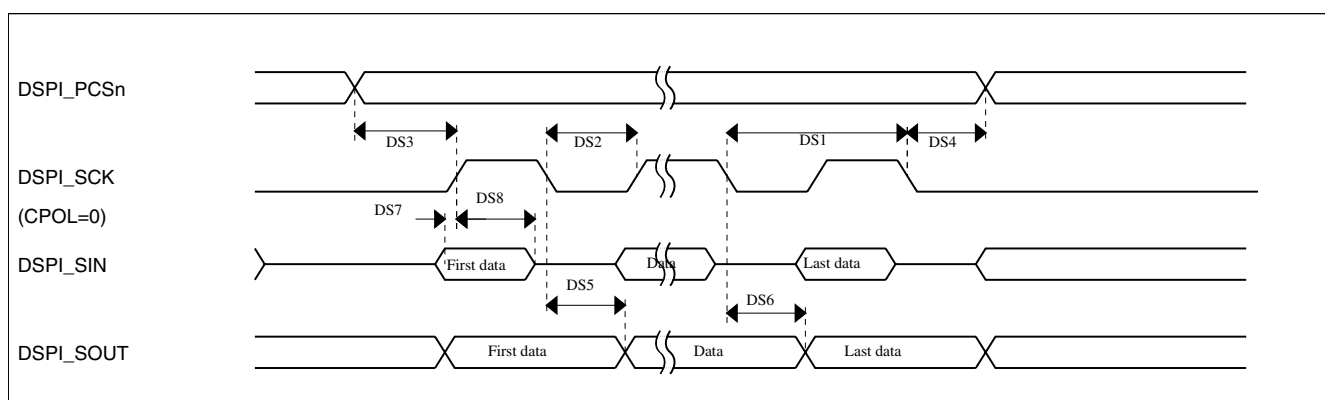 DSPI_PCSn
DS3
DS2
DS1
DS4
DSPI_SCK
(CPOL=0)
DS7
DS8
DSPI_SIN
First data
Data
Last data
DS5
DS6
DSPI_SOUT
First data
Data
Last data